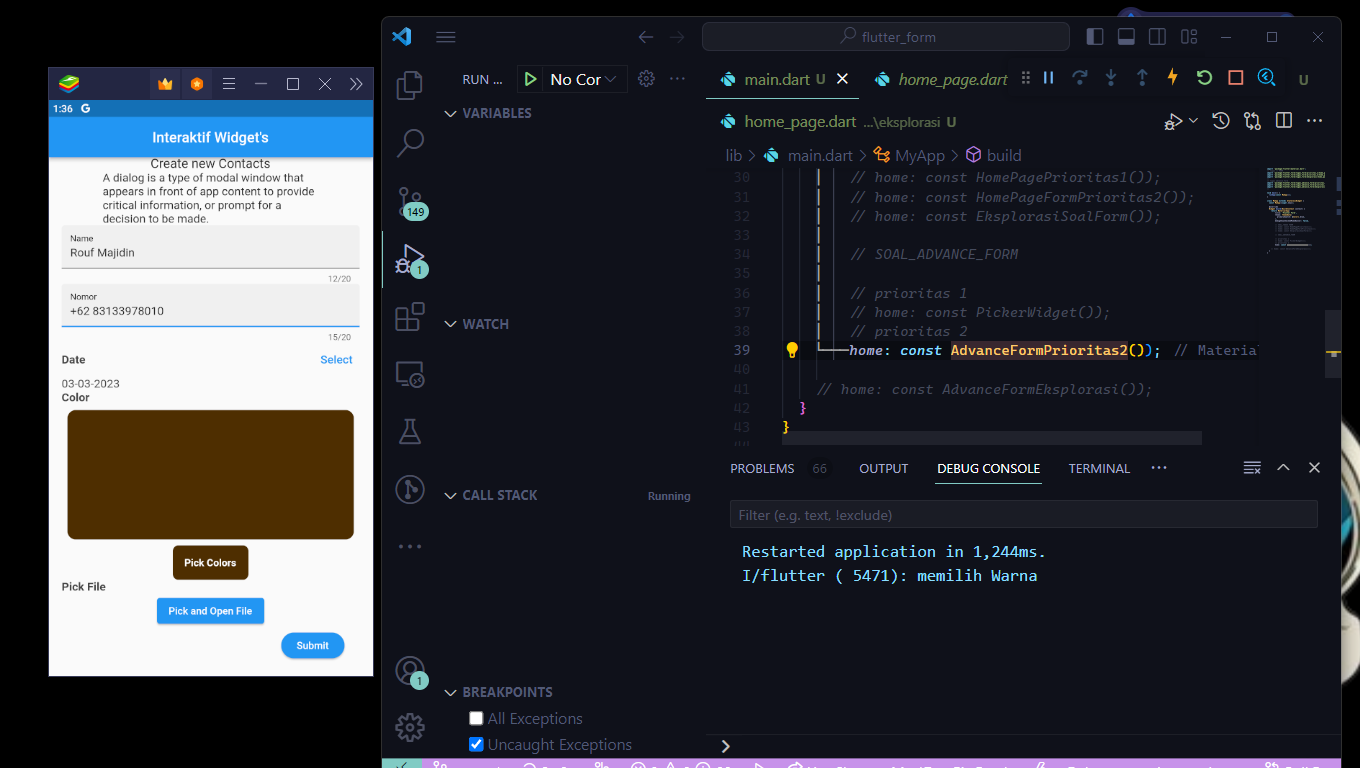 1:36 G
Interaktif Widget's
Create new Contacts
A dialog is a type of modal window that
appears in front of app content to provide
critical information, or prompt for a
decision to be made.
Name
Rouf Majidin
12/20
Nomor
+62 83133978010
15/20
Date Select
03-03-2023
Color
Pick Colors
Pick File
Pick and Open File
Submit
flutter_form
RUN ... No Cor
VARIABLES
WATCH
CALL STACK Running
BREAKPOINTS
All Exceptions
Uncaught Exceptions
149
1
1
main.dart U home_page.dart U
home_page.dart ...\eksplorasi U
lib > main.dart > MyApp > build
30 // home: const HomePagePrioritas1());
31 // home: const HomePageFormPrioritas2());
32 // home: const EksplorasiSoalForm());
33
34 // SOAL_ADVANCE_FORM
35
36 // prioritas 1
37 // home: const PickerWidget());
38 // prioritas 2
39 home: const AdvanceFormPrioritas2()); // Materia
40
41 // home: const AdvanceFormEksplorasi());
42 }
43 }
PROBLEMS 66 OUTPUT DEBUG CONSOLE TERMINAL ...
Filter (e.g. text, !exclude)
Restarted application in 1,244ms.
I/flutter ( 5471): memilih Warna